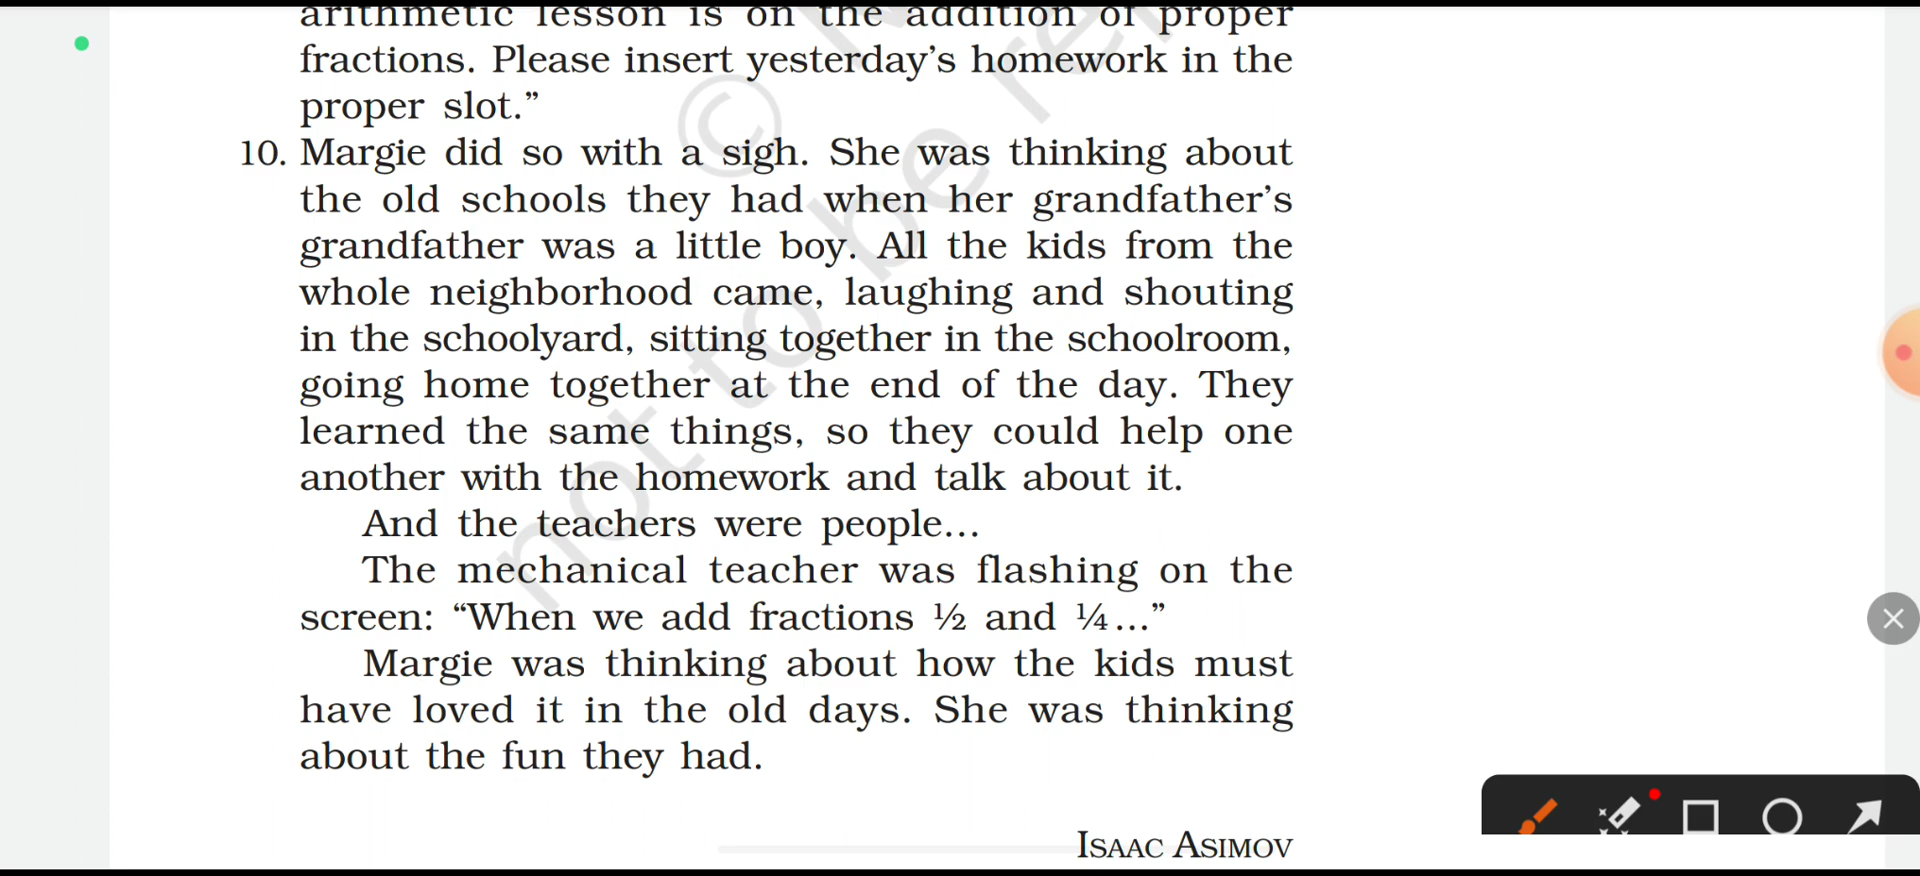 arithmetic lesson is on the addition of proper
fractions. Please insert yesterday’s homework in the
proper slot.”
10. Margie did so with a sigh. She was thinking about
the old schools they had when her grandfather’s
grandfather was a little boy. All the kids from the
whole neighborhood came, laughing and shouting
in the schoolyard, sitting together in the schoolroom,
going home together at the end of the day. They
learned the same things, so they could help one
another with the homework and talk about it.
And the teachers were people...
The mechanical teacher was flashing on the
screen: “When we add fractions ½ and ¼...”
Margie was thinking about how the kids must
have loved it in the old days. She was thinking
about the fun they had.
ISAAC ASIMOV
©
not to be